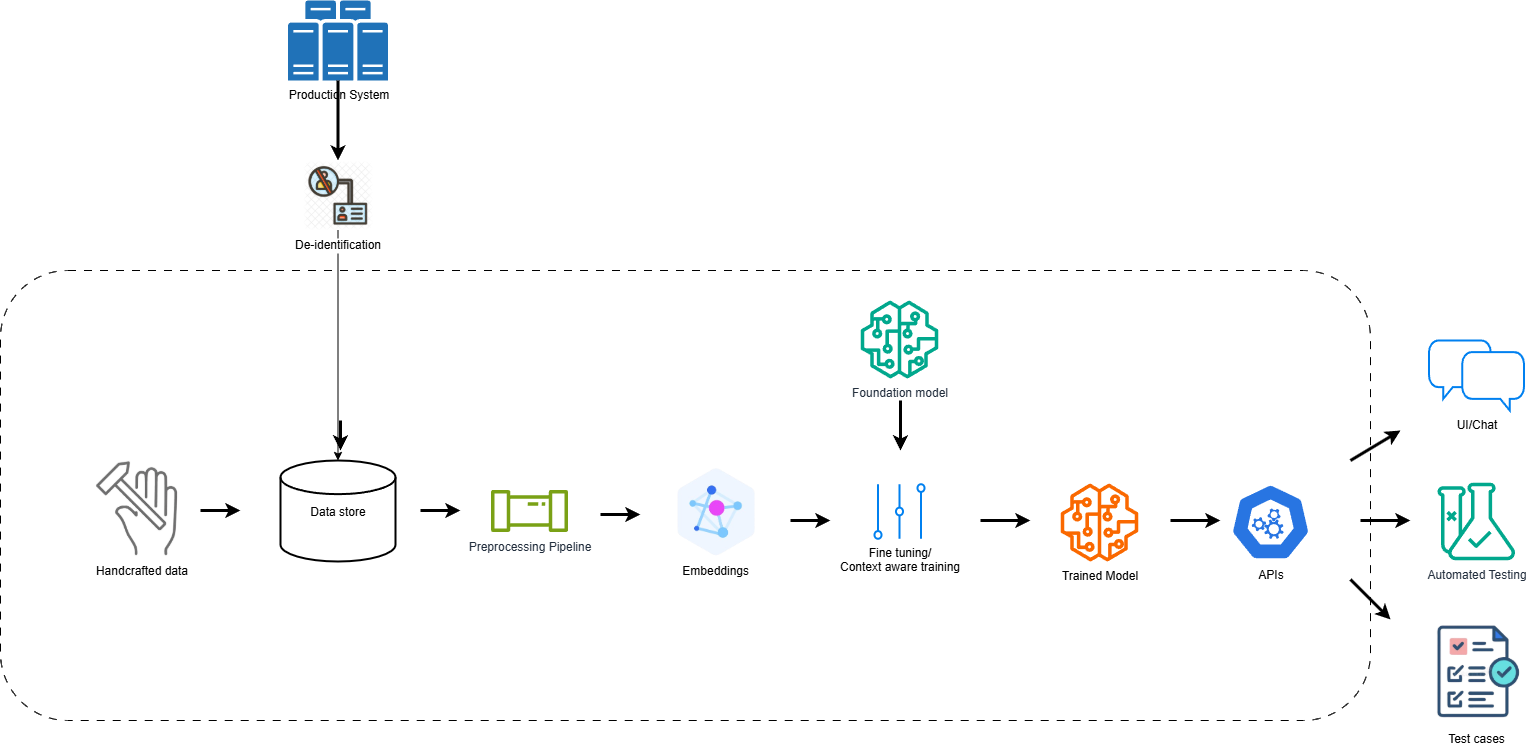 Production System
De-identification
Foundation model
UI/Chat
Data store
Preprocessing Pipeline
Handcrafted data
Embeddings
Fine tuning/
Context aware training
Trained Model
APIs
Automated Testing
Test cases